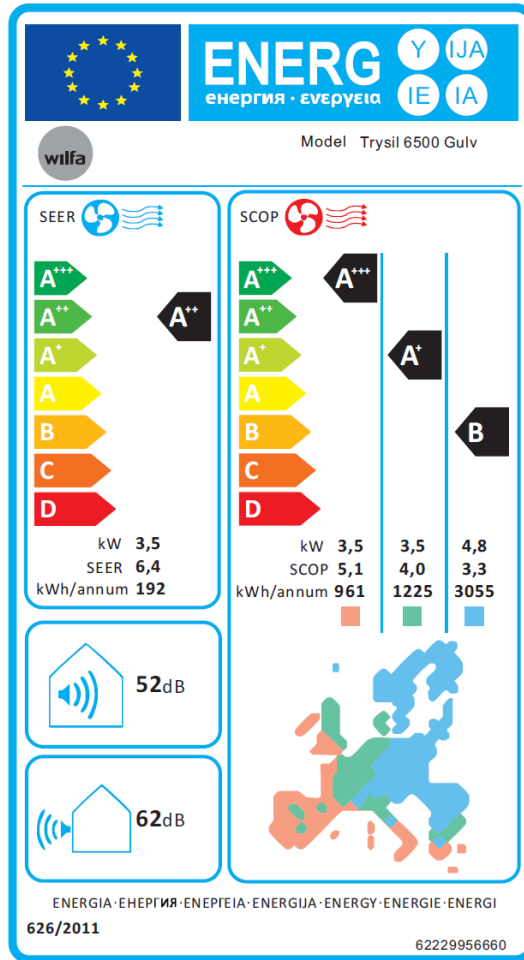 ENERG
енергия · ενεργεια
Y IJA
IE IA
wilfa
Model Trysil 6500 Gulv
SEER
A+++
A++
A+
A
B
C
D
A++
kW 3,5
SEER 6,4
kWh/annum 192
SCOP
A+++
A++
A+
A
B
C
D
A+++
A+
B
kW 3,5 3,5 4,8
SCOP 5,1 4,0 3,3
kWh/annum 961 1225 3055
52dB
62dB
ENERGIA·ЕНЕРГИЯ·ΕΝΕΡΓΕΙΑ·ENERGIJA·ENERGY·ENERGIE·ENERGI
626/2011
62229956660